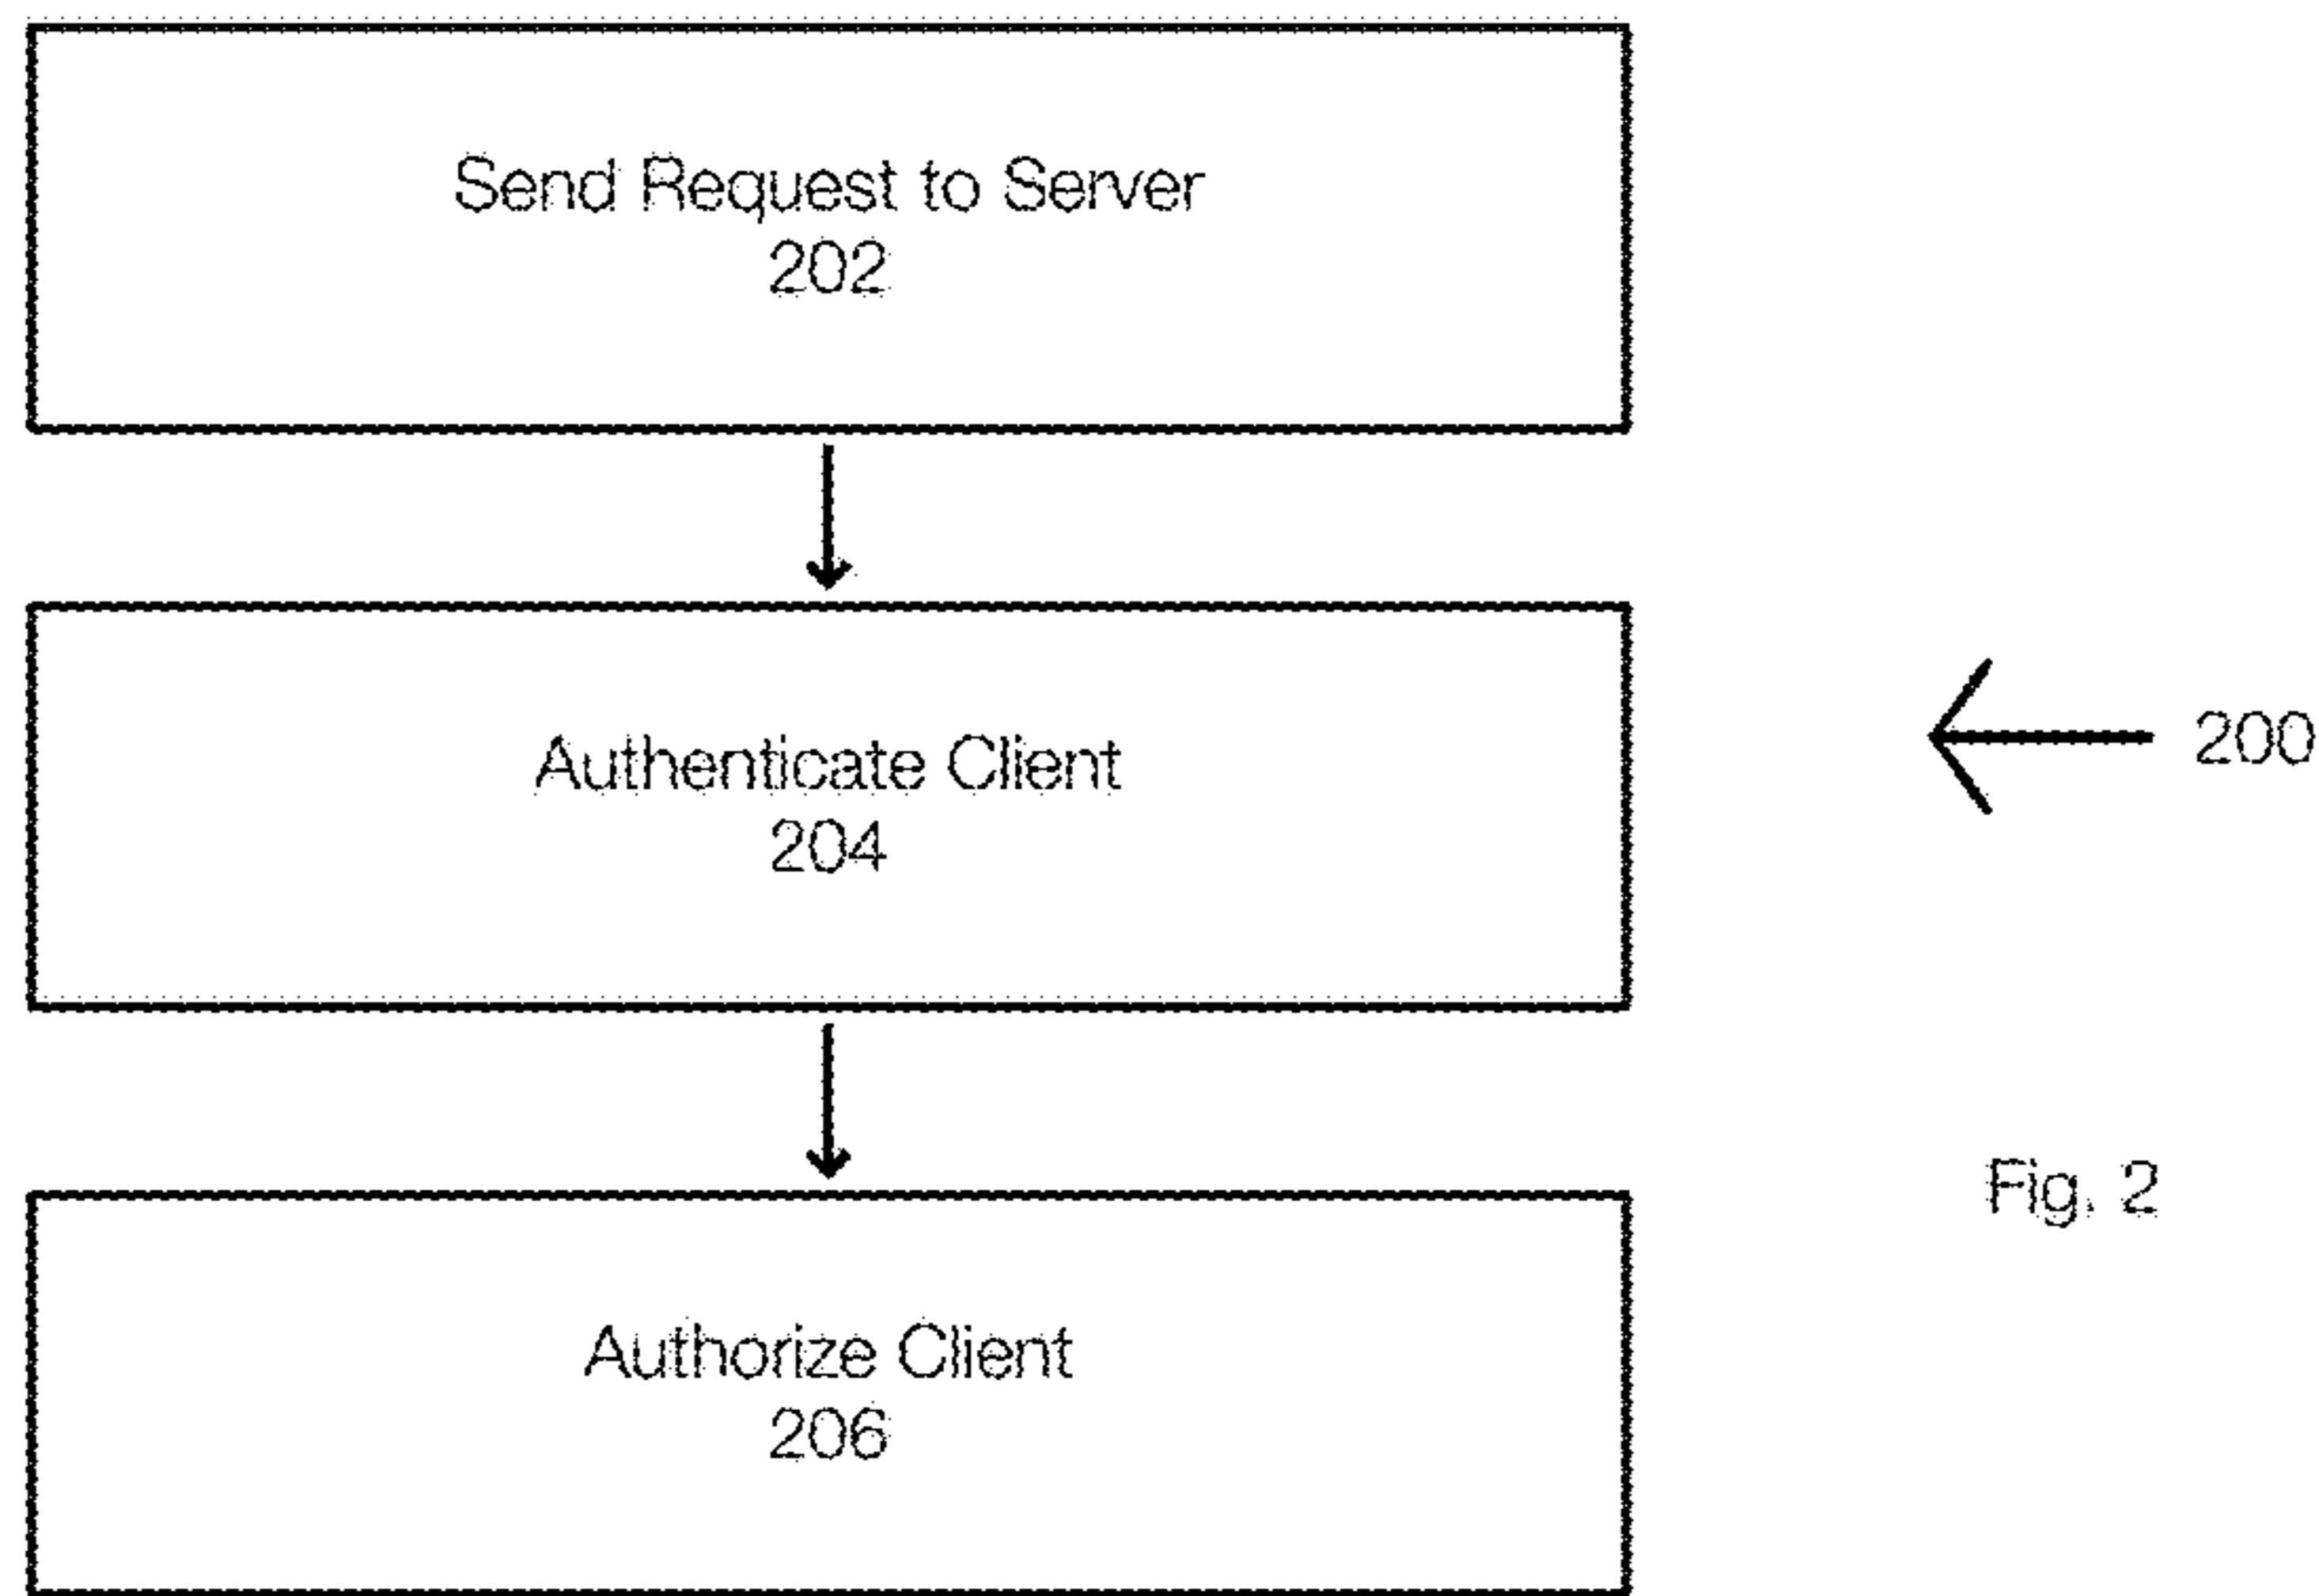 Send Request to Server
202
Authenticate Client
204
200
Authorize Client
206
Fig. 2